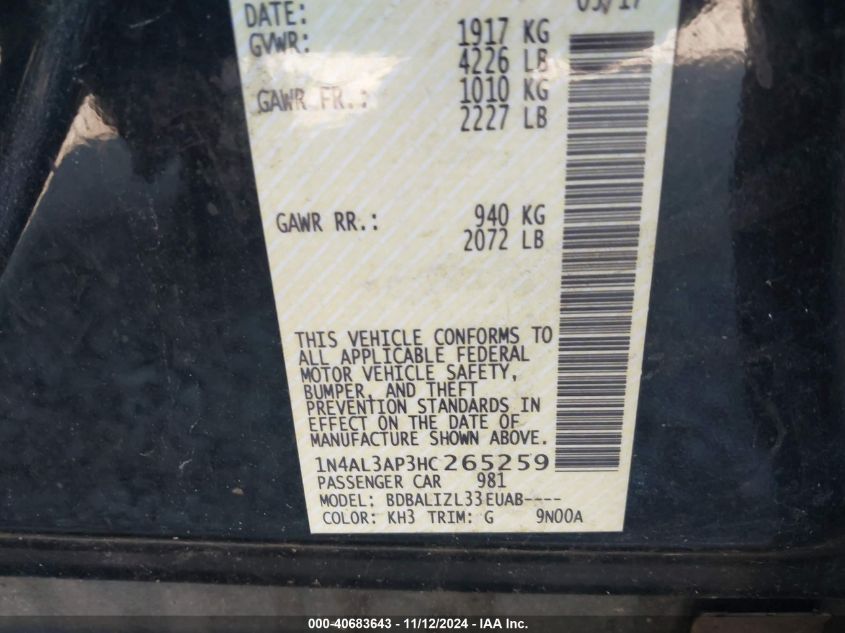 DATE:
GVWR: 1917 KG
4226 LB
GAWR FR.: 1010 KG
2227 LB
GAWR RR.: 940 KG
2072 LB
THIS VEHICLE CONFORMS TO
ALL APPLICABLE FEDERAL
MOTOR VEHICLE SAFETY,
BUMPER, AND THEFT
PREVENTION STANDARDS IN
EFFECT ON THE DATE OF
MANUFACTURE SHOWN ABOVE.
1N4AL3AP3HC265259
PASSENGER CAR 981
MODEL: BDBALIZL33EUAB----
COLOR: KH3 TRIM: G 9N00A
000-40683643 - 11/12/2024 - IAA Inc.